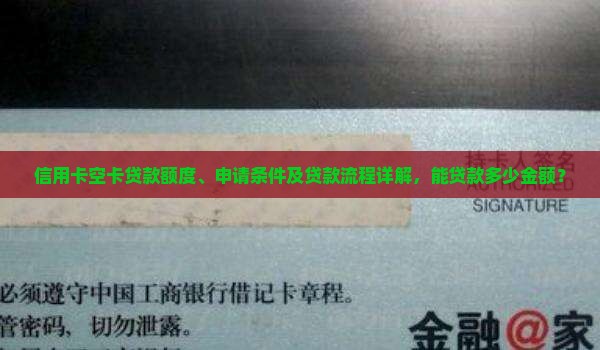 持卡人签名
信用卡空卡贷款额度、申请条件及贷款流程详解，能贷款多少金额？
AUTHORIZED
SIGNATURE
必须遵守中国工商银行借记卡章程。
管密码、切勿泄露。
金融@家